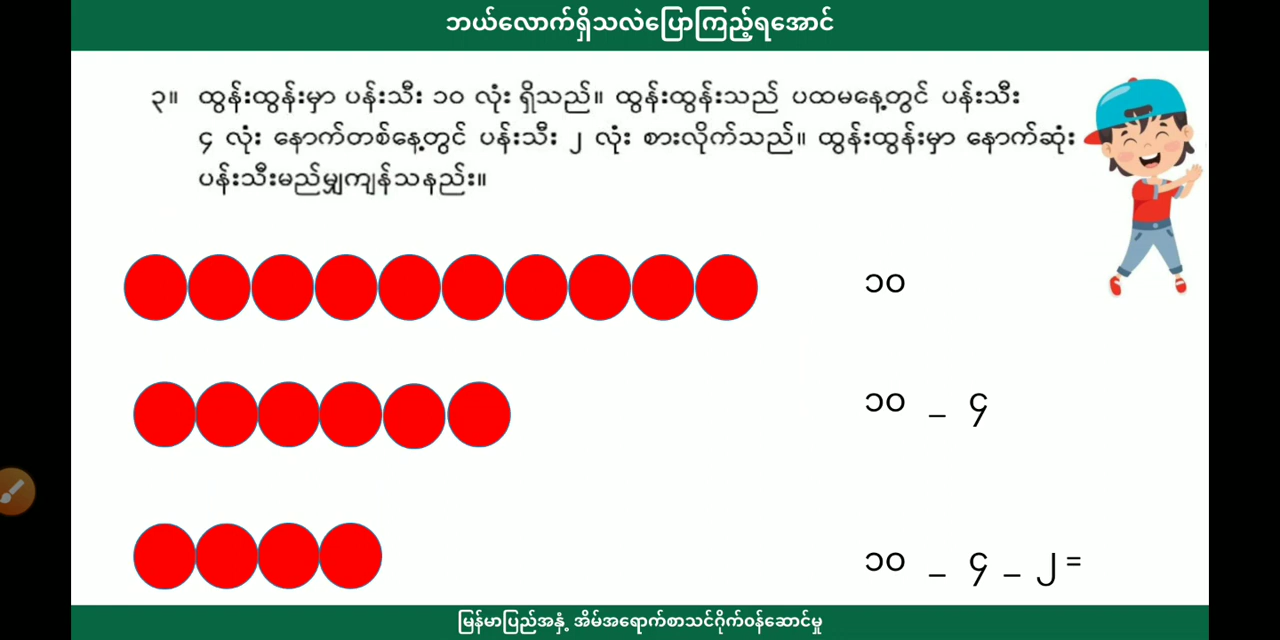 ဘယ်လောက်ရှိသလဲပြောကြည့်ရအောင်
၃။ ထွန်းထွန်းမှာ ပန်းသီး ၁၀ လုံး ရှိသည်။ ထွန်းထွန်းသည် ပထမနေ့တွင် ပန်းသီး
၄ လုံး နောက်တစ်နေ့တွင် ပန်းသီး ၂ လုံး စားလိုက်သည်။ ထွန်းထွန်းမှာ နောက်ဆုံး
ပန်းသီးမည်မျှကျန်သနည်း။
၁၀
၁၀ – ၄
၁၀ – ၄ – ၂ =
မြန်မာပြည်အနှံ့ အိမ်အရောက်စာသင်ဂိုက်ဝန်ဆောင်မှု